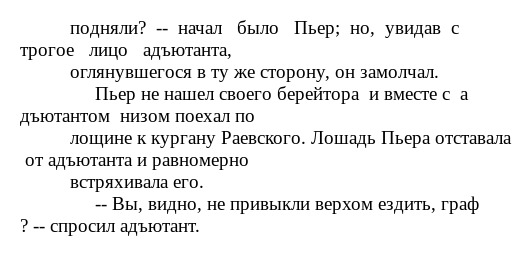 подняли? -- начал было Пьер; но, увидав с
трогое лицо адъютанта,
оглянувшегося в ту же сторону, он замолчал.
Пьер не нашел своего берейтора и вместе с а
дъютантом низом поехал по
лощине к кургану Раевского. Лошадь Пьера отставала
от адъютанта и равномерно
встряхивала его.
-- Вы, видно, не привыкли верхом ездить, граф
? -- спросил адъютант.